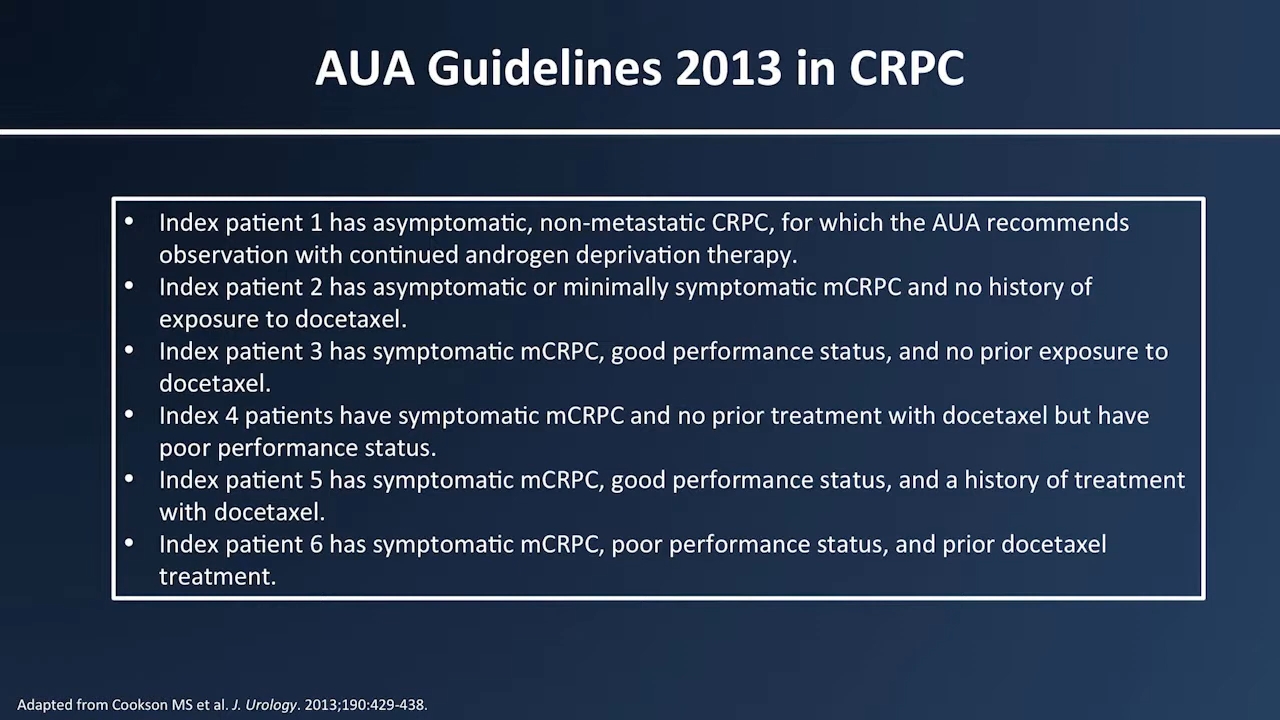 AUA Guidelines 2013 in CRPC
• Index patient 1 has asymptomatic, non-metastatic CRPC, for which the AUA recommends
observation with continued androgen deprivation therapy.
• Index patient 2 has asymptomatic or minimally symptomatic mCRPC and no history of
exposure to docetaxel.
• Index patient 3 has symptomatic mCRPC, good performance status, and no prior exposure to
docetaxel.
• Index 4 patients have symptomatic mCRPC and no prior treatment with docetaxel but have
poor performance status.
• Index patient 5 has symptomatic mCRPC, good performance status, and a history of treatment
with docetaxel.
• Index patient 6 has symptomatic mCRPC, poor performance status, and prior docetaxel
treatment.
Adapted from Cookson MS et al. J. Urology. 2013;190:429-438.